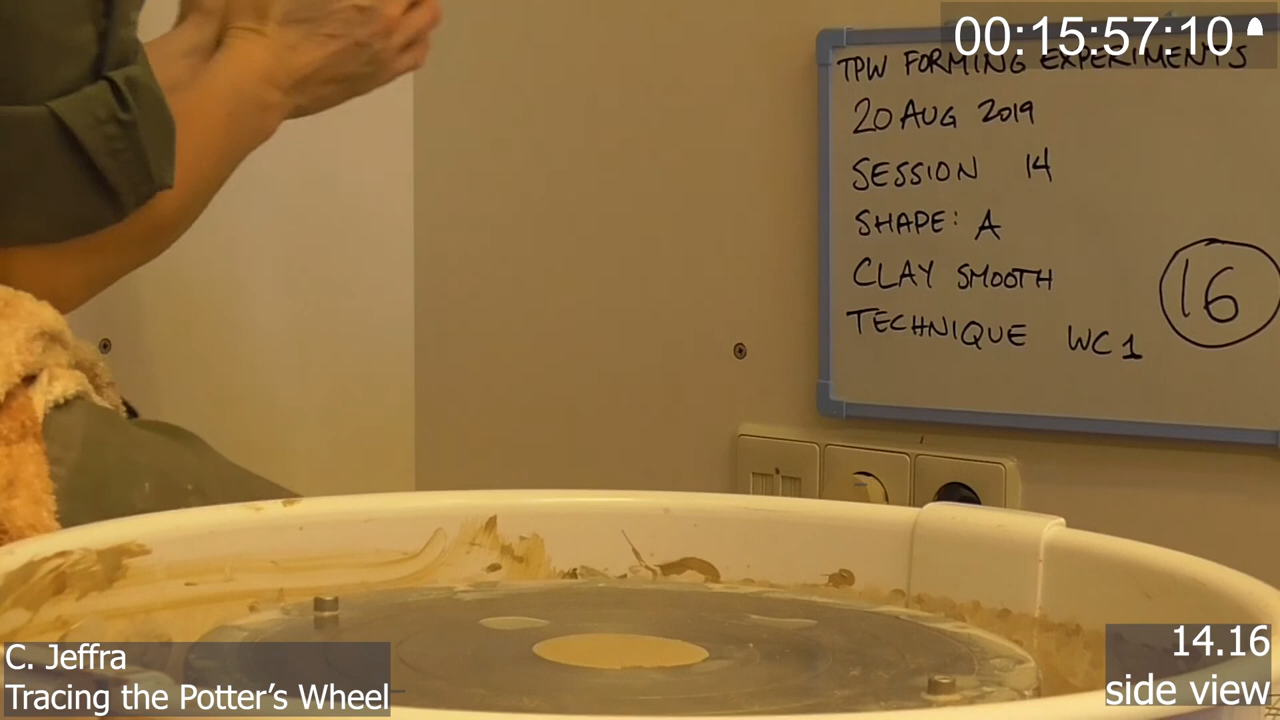 00:15:57:10
TPW FORMING EXPERIMENTS
20 AUG 2019
SESSION 14
SHAPE: A
CLAY SMOOTH
TECHNIQUE WC1
16
C. Jeffra
Tracing the Potter's Wheel
14.16
side view